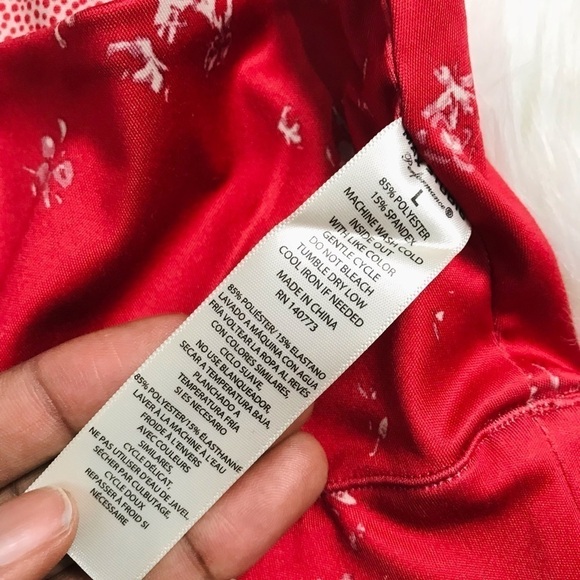 Performance®
L
85% POLYESTER
15% SPANDEX
MACHINE WASH COLD
INSIDE OUT
WITH LIKE COLOR
GENTLE CYCLE
DO NOT BLEACH
TUMBLE DRY LOW
COOL IRON IF NEEDED
MADE IN CHINA
RN 140773
85% POLIÉSTER/ 15% ELASTANO
LAVADO A MÁQUINA CON AGUA
FRÍA VOLTEAR LA ROPA AL REVÉS
CON COLORES SIMILARES,
CICLO SUAVE.
NO USE BLANQUEADOR,
SECAR A TEMPERATURA BAJA,
PLANCHADO A
TEMPERATURA FRÍA
SI ES NECESARO
85% POLYESTER/15% ÉLASTHANNE
LAVER À LA MACHINE À L'EAU
FROIDE À L'ENVERS
AVEC COULEURS
SIMILAIRES,
CYCLE DÉLICAT.
NE PAS UTILISER D'EAU DE JAVEL.
SÉCHER PAR CULBUTAGE,
CYCLE DOUX
REPASSER À FROID SI
NÉCESSAIRE